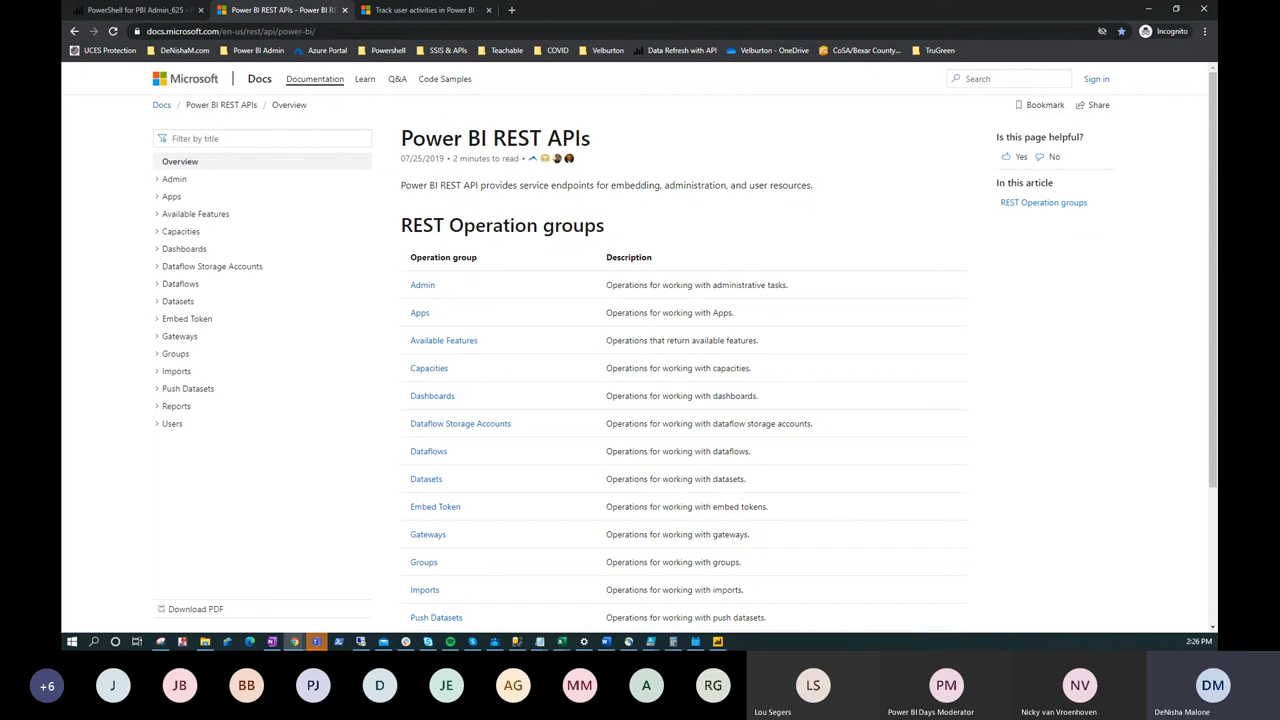 PowerShell for PBI Admin_625 - P
Power BI REST APIs - Power BI RE
Track user activities in Power BI -
docs.microsoft.com/en-us/rest/api/power-bi/
Incognito
UCES Protection
DeNishaM.com
Power BI Admin
Azure Portal
Powershell
SSIS & APIs
Teachable
COVID
Velburton
Data Refresh with API
Velburton - OneDrive
CoSA/Bexar County...
TruGreen
Microsoft
Docs
Documentation
Learn
Q&A
Code Samples
Search
Sign in
Docs / Power BI REST APIs / Overview
Bookmark
Share
Filter by title
Overview
Admin
Apps
Available Features
Capacities
Dashboards
Dataflow Storage Accounts
Dataflows
Datasets
Embed Token
Gateways
Groups
Imports
Push Datasets
Reports
Users
Download PDF
Power BI REST APIs
07/25/2019 • 2 minutes to read •
Power BI REST API provides service endpoints for embedding, administration, and user resources.
REST Operation groups
Operation group Description
Admin Operations for working with administrative tasks.
Apps Operations for working with Apps.
Available Features Operations that return available features.
Capacities Operations for working with capacities.
Dashboards Operations for working with dashboards.
Dataflow Storage Accounts Operations for working with dataflow storage accounts.
Dataflows Operations for working with dataflows.
Datasets Operations for working with datasets.
Embed Token Operations for working with embed tokens.
Gateways Operations for working with gateways.
Groups Operations for working with groups.
Imports Operations for working with imports.
Push Datasets Operations for working with push datasets.
Is this page helpful?
Yes No
In this article
REST Operation groups
2:26 PM
+6
J
JB
BB
PJ
D
JE
AG
MM
A
RG
LS
PM
NV
DM
Lou Segers
Power BI Days Moderator
Nicky van Vroenhoven
DeNisha Malone